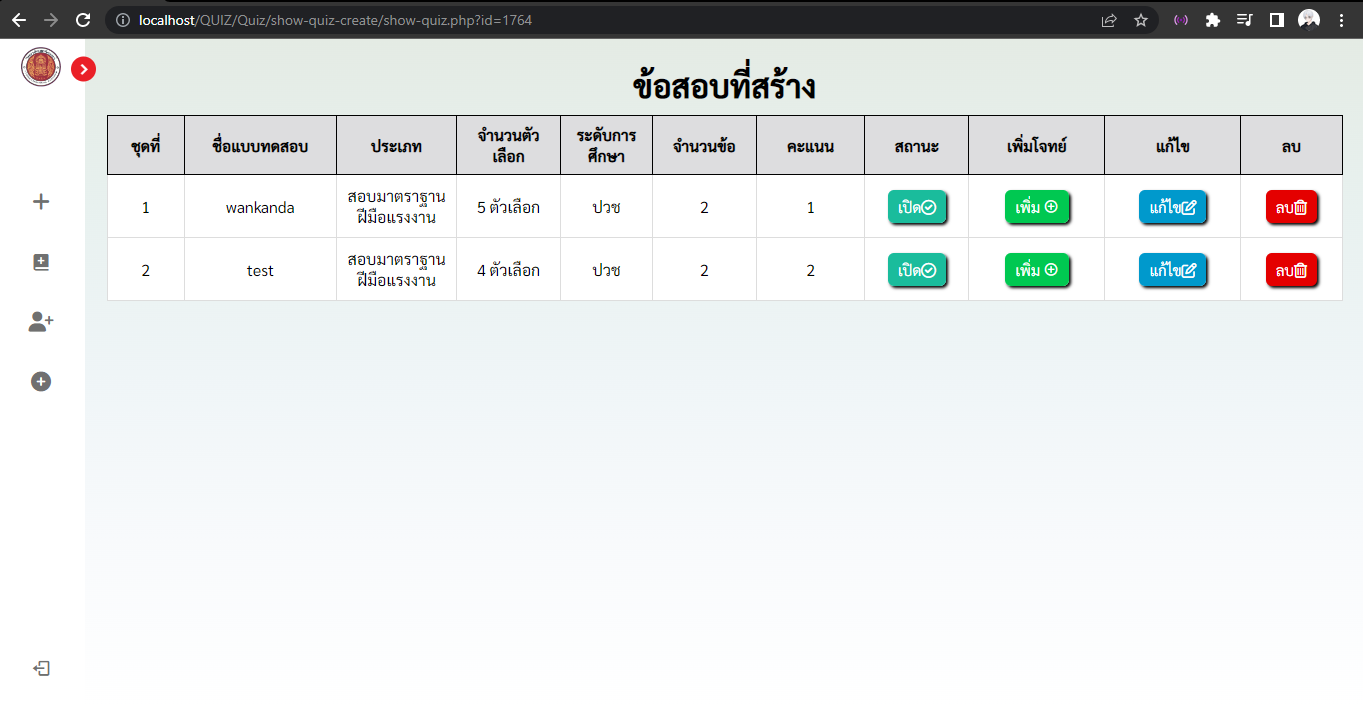 localhost/QUIZ/Quiz/show-quiz-create/show-quiz.php?id=1764
ข้อสอบที่สร้าง
ชุดที่ ชื่อแบบทดสอบ ประเภท จำนวนตัวเลือก ระดับการศึกษา จำนวนข้อ คะแนน สถานะ เพิ่มโจทย์ แก้ไข ลบ
1 wankanda สอบมาตราฐานฝีมือแรงงาน 5 ตัวเลือก ปวช 2 1 เปิด เพิ่ม แก้ไข ลบ
2 test สอบมาตราฐานฝีมือแรงงาน 4 ตัวเลือก ปวช 2 2 เปิด เพิ่ม แก้ไข ลบ